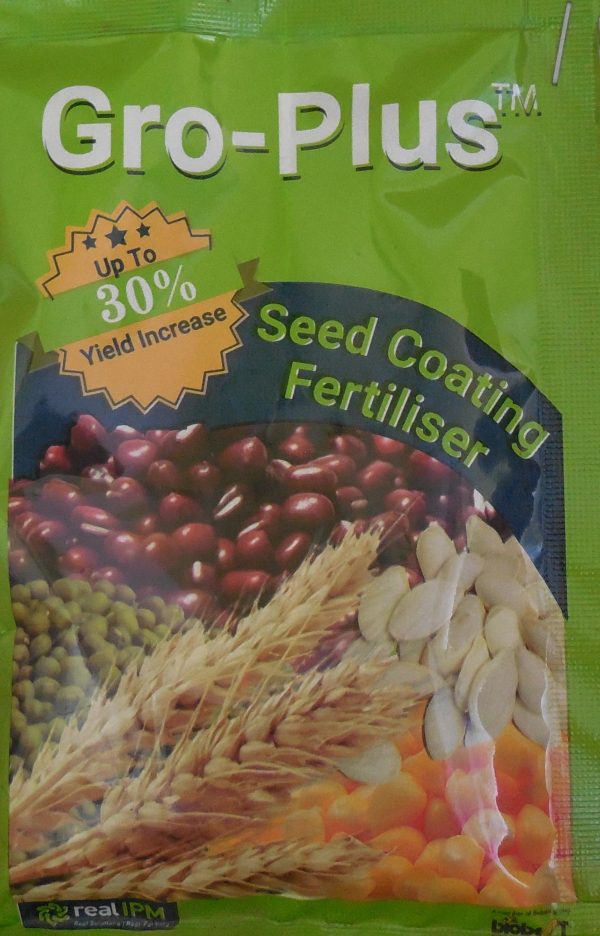 Gro-Plus™
Up To
30%
Yield Increase
Seed Coating
Fertiliser
real IPM